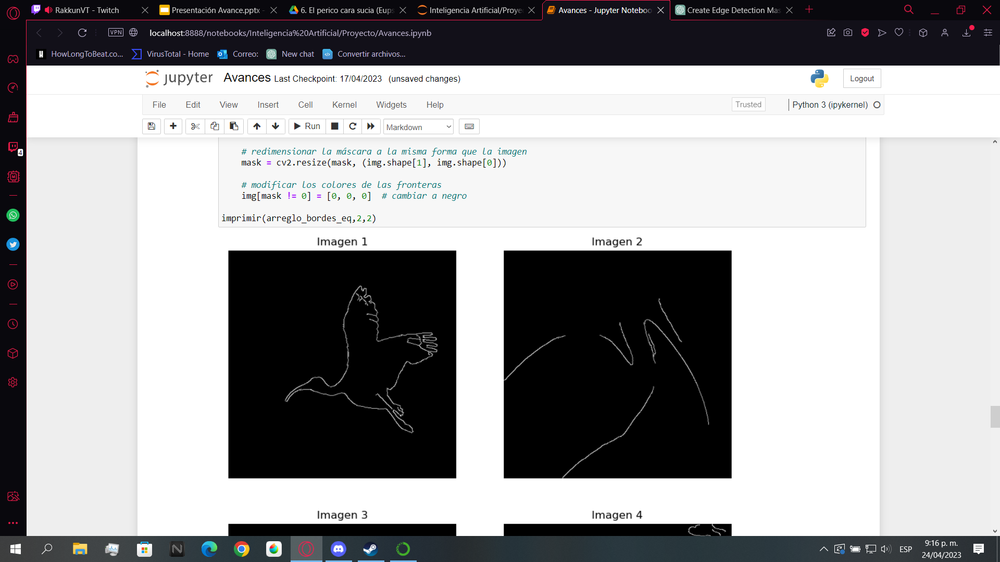 RakkunVT - Twitch
Presentación Avance.pptx -
6. El perico cara sucia (Eups
Inteligencia Artificial/Proye
Avances - Jupyter Noteboo
Create Edge Detection Mas
VPN
localhost:8888/notebooks/Inteligencia%20Artificial/Proyecto/Avances.ipynb
HowLongToBeat.co...
VirusTotal - Home
Correo:
New chat
Convertir archivos...
jupyter
Avances Last Checkpoint: 17/04/2023 (unsaved changes)
Logout
File Edit View Insert Cell Kernel Widgets Help
Trusted
Python 3 (ipykernel)
Run
Markdown
4
# redimensionar la máscara a la misma forma que la imagen
mask = cv2.resize(mask, (img.shape[1], img.shape[0]))
# modificar los colores de las fronteras
img[mask != 0] = [0, 0, 0]  # cambiar a negro
imprimir(arreglo_bordes_eq,2,2)
Imagen 1
Imagen 2
Imagen 3
Imagen 4
ESP
9:16 p. m.
24/04/2023